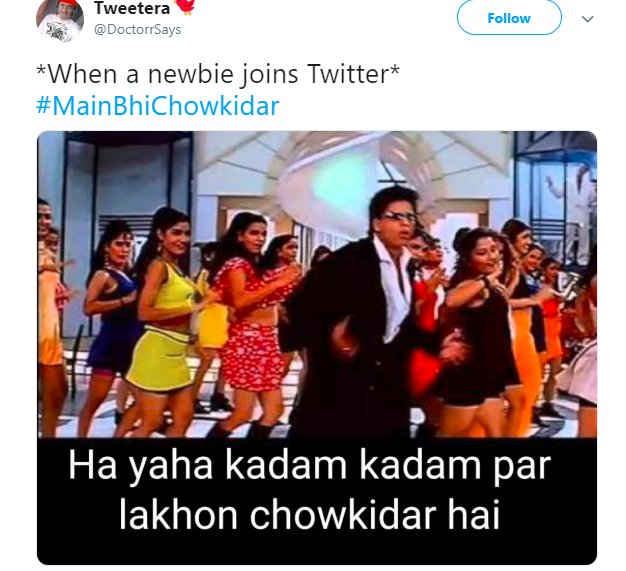 Tweetera
@DoctorrSays
Follow
*When a newbie joins Twitter*
#MainBhiChowkidar
Ha yaha kadam kadam par
lakhon chowkidar hai